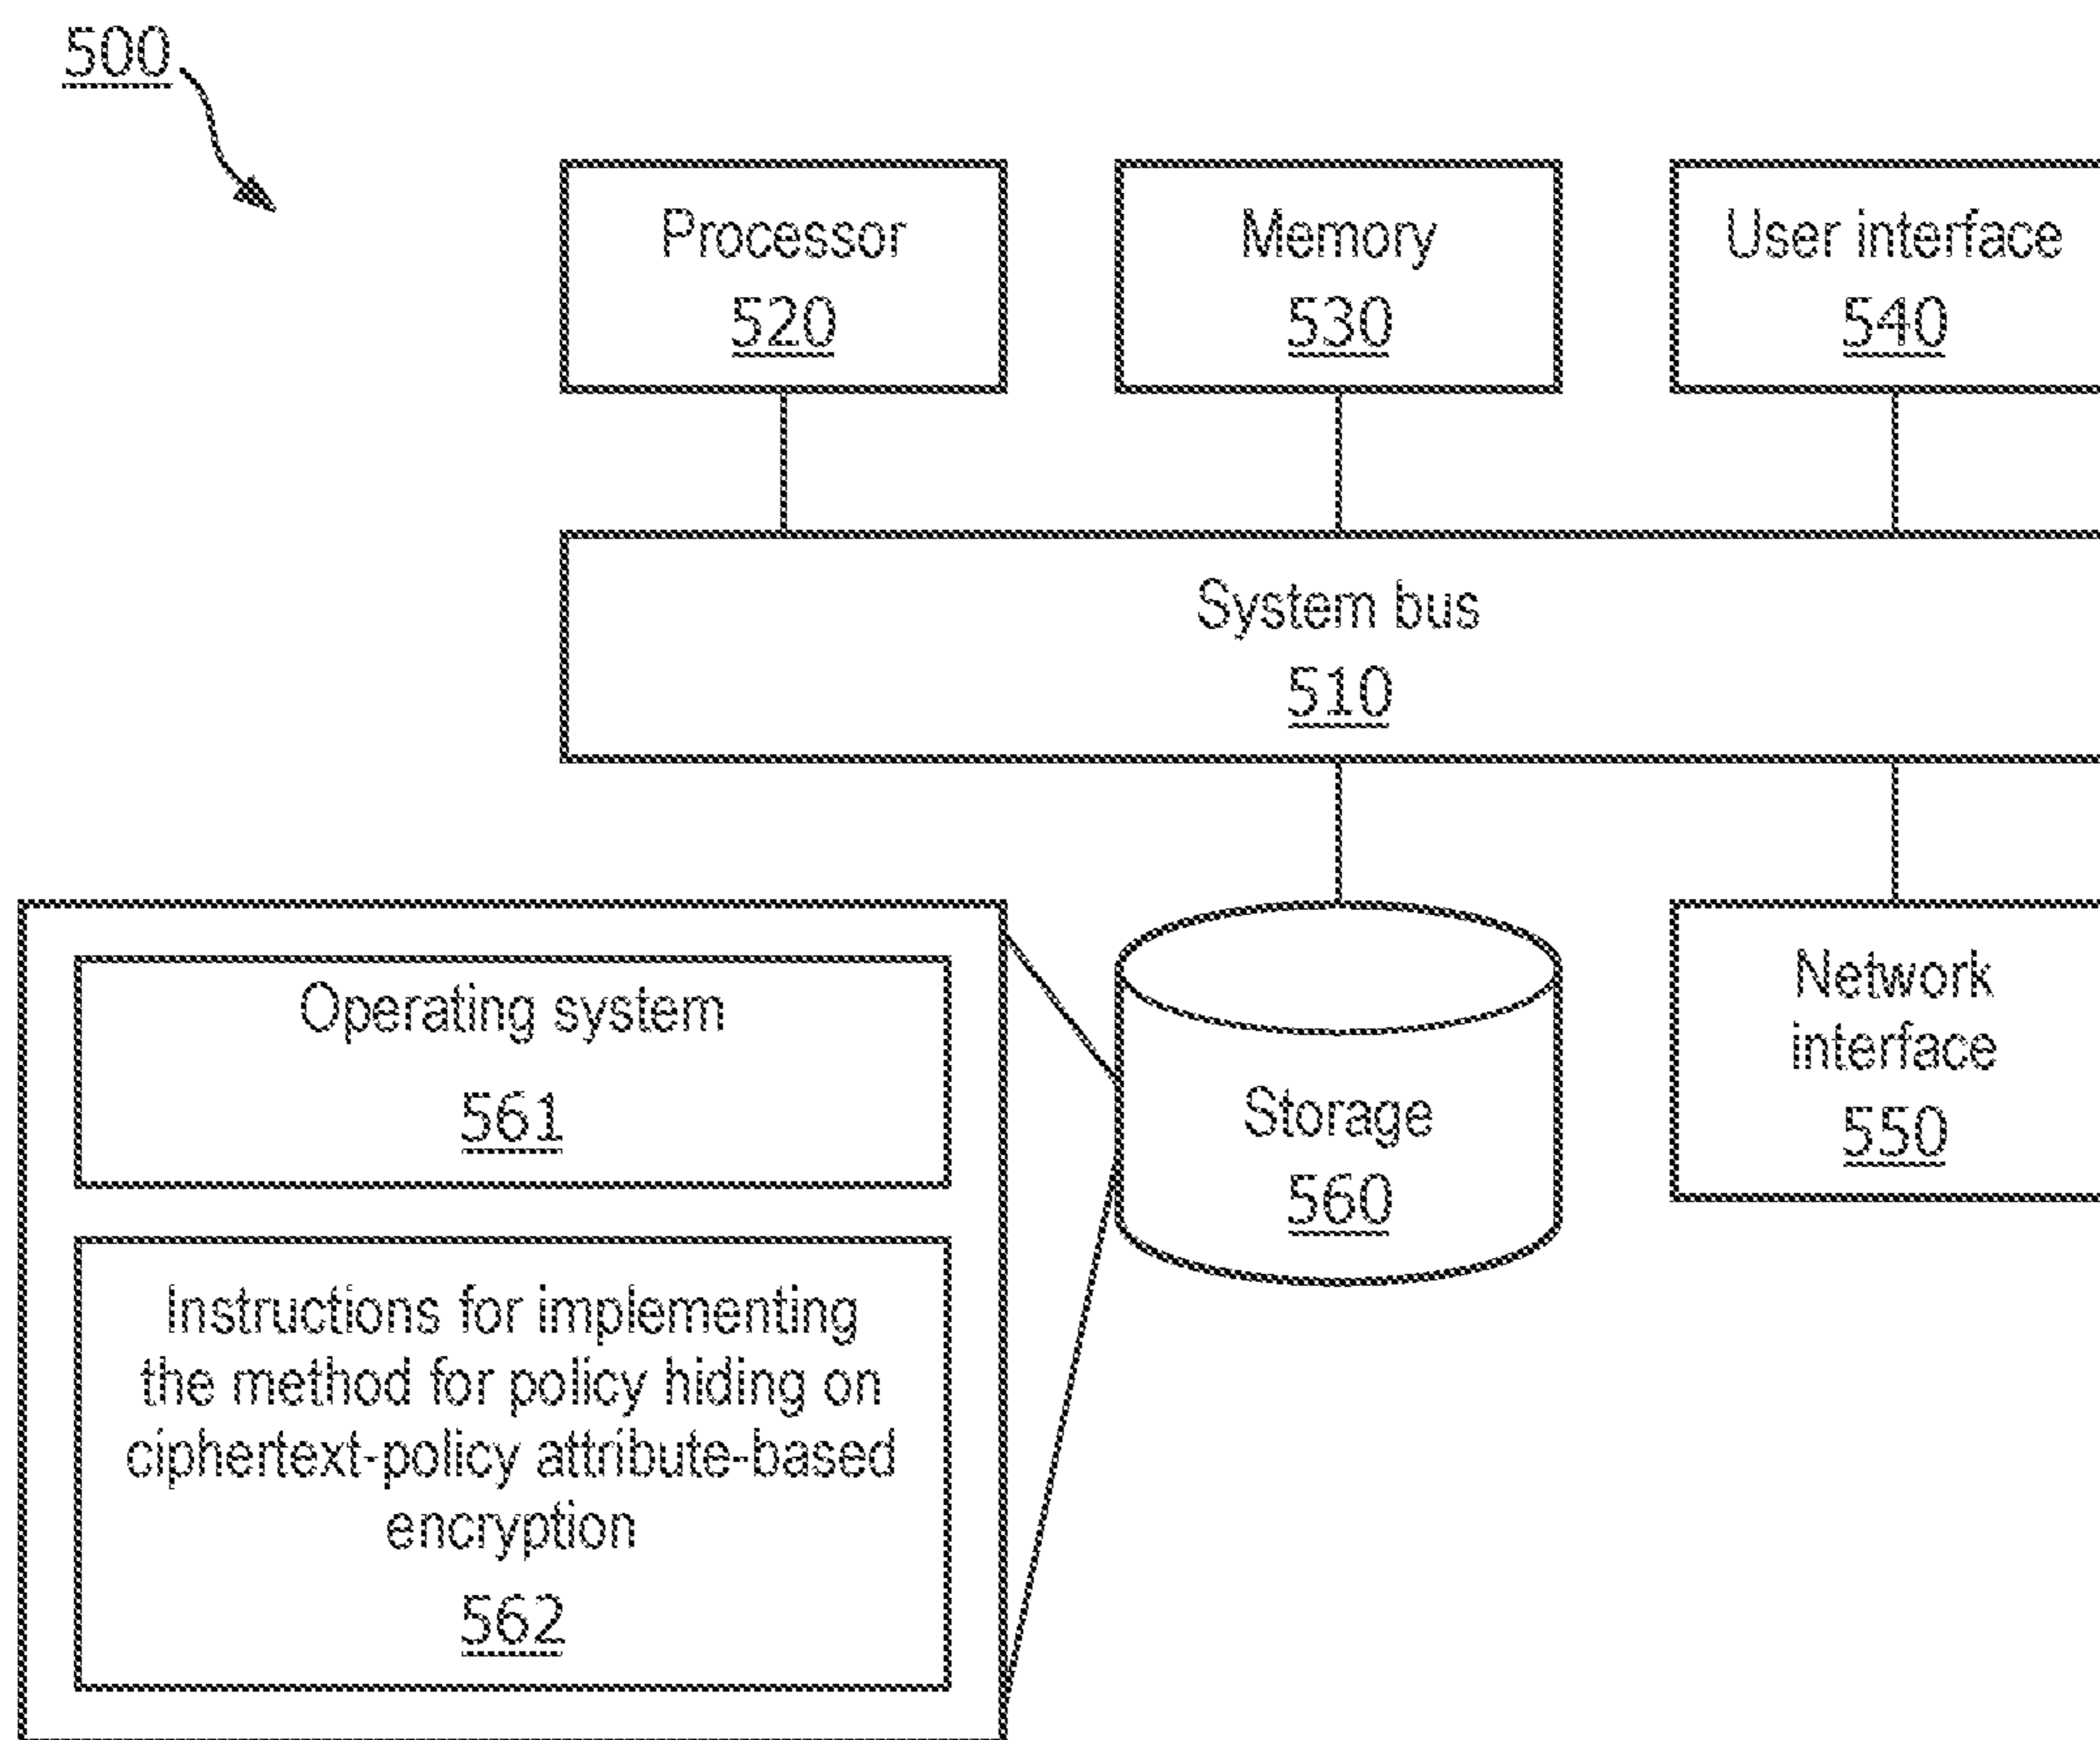 500
Processor
520
Memory
530
User interface
540
System bus
510
Operating system
561
Instructions for implementing
the method for policy hiding on
ciphertext-policy attribute-based
encryption
562
Storage
560
Network
interface
550